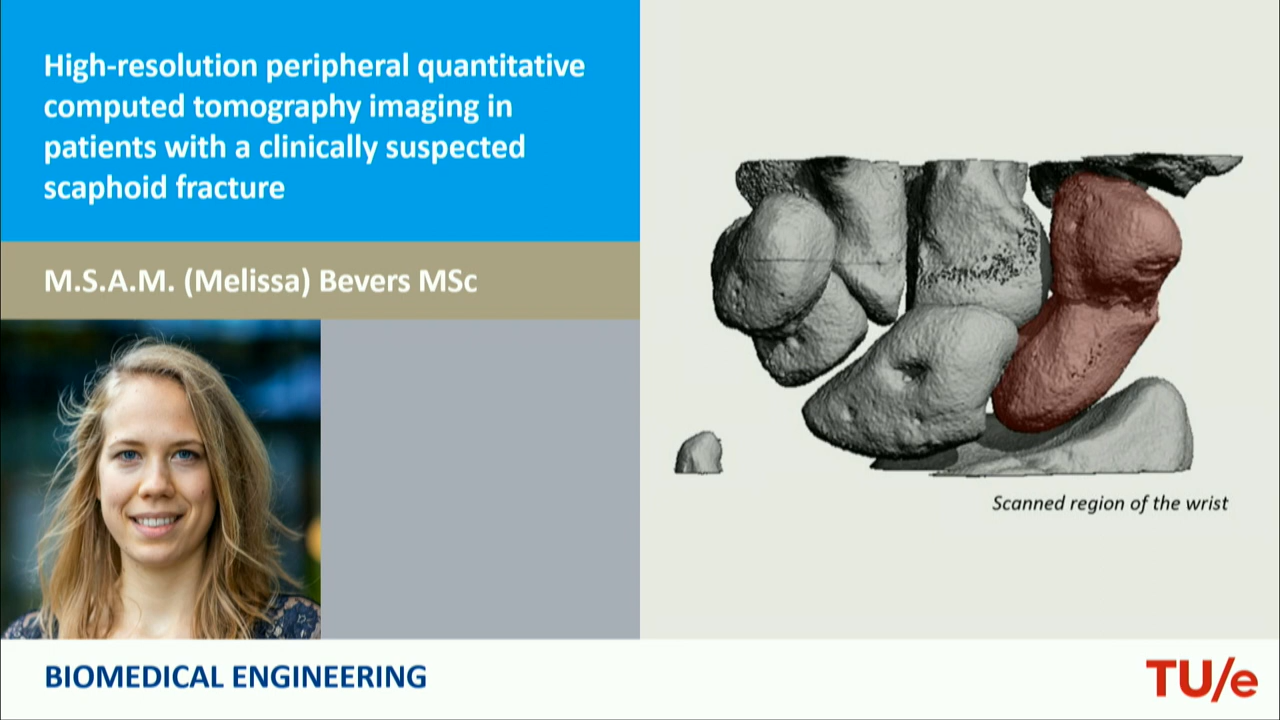 High-resolution peripheral quantitative
computed tomography imaging in
patients with a clinically suspected
scaphoid fracture
M.S.A.M. (Melissa) Bevers MSc
Scanned region of the wrist
BIOMEDICAL ENGINEERING
TU/e